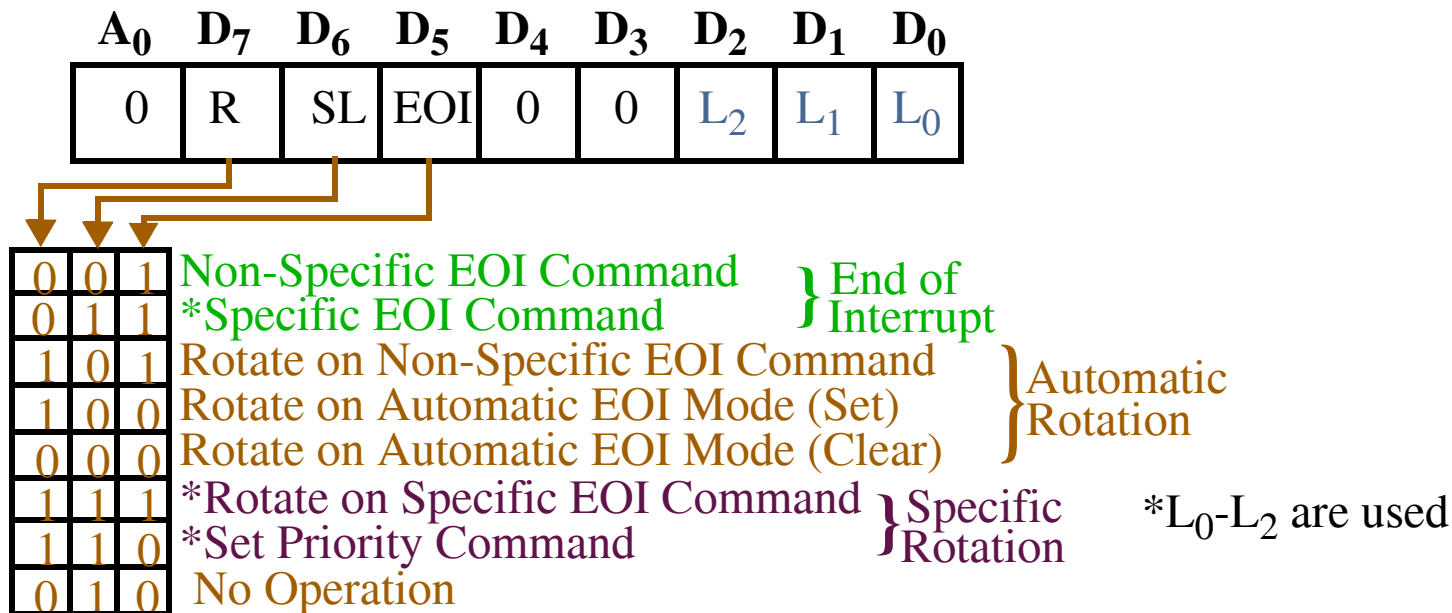 A0 D7 D6 D5 D4 D3 D2 D1 D0
0 R SL EOI 0 0 L2 L1 L0
0 0 1 Non-Specific EOI Command
0 1 1 *Specific EOI Command
} End of
Interrupt
1 0 1 Rotate on Non-Specific EOI Command
1 0 0 Rotate on Automatic EOI Mode (Set)
0 0 0 Rotate on Automatic EOI Mode (Clear)
} Automatic
Rotation
1 1 1 *Rotate on Specific EOI Command
1 1 0 *Set Priority Command
} Specific
Rotation
*L0-L2 are used
0 1 0 No Operation